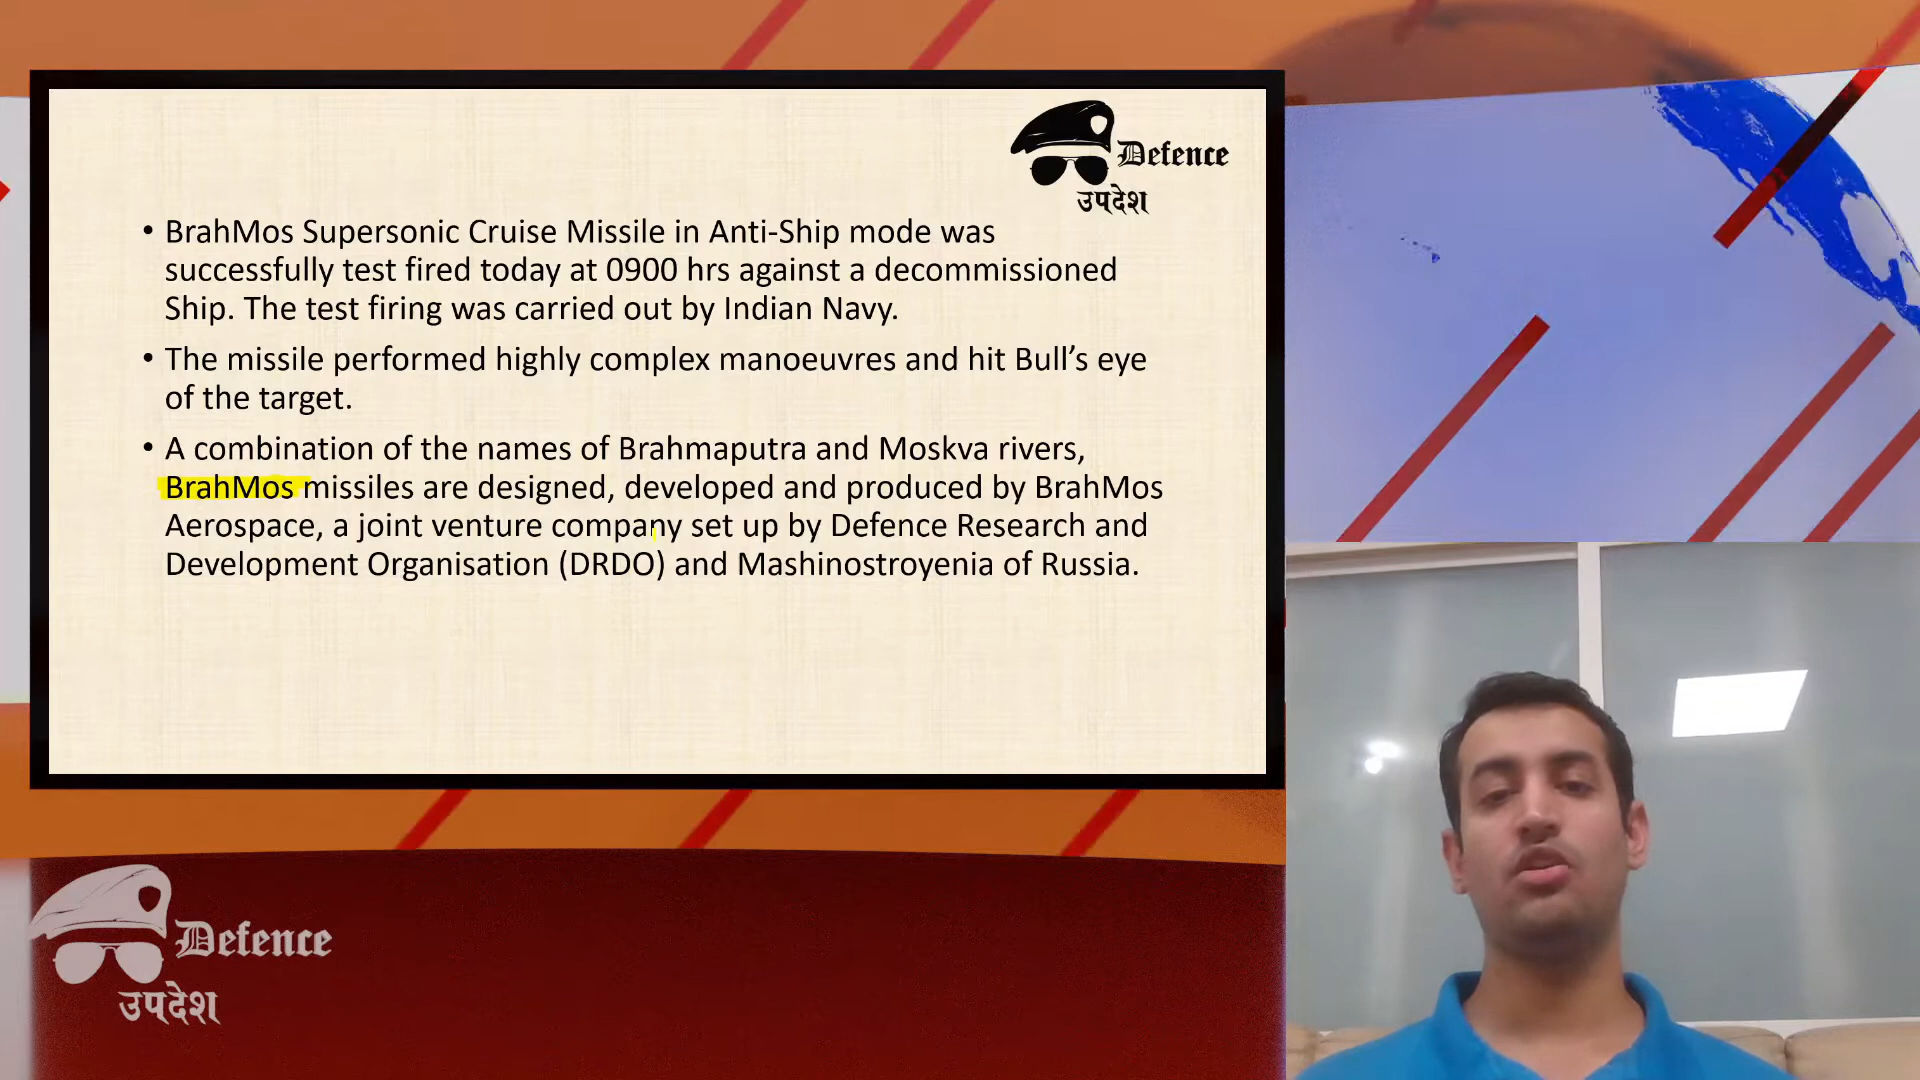 Defence
उपदेश
• BrahMos Supersonic Cruise Missile in Anti-Ship mode was
successfully test fired today at 0900 hrs against a decommissioned
Ship. The test firing was carried out by Indian Navy.
• The missile performed highly complex manoeuvres and hit Bull’s eye
of the target.
• A combination of the names of Brahmaputra and Moskva rivers,
BrahMos missiles are designed, developed and produced by BrahMos
Aerospace, a joint venture company set up by Defence Research and
Development Organisation (DRDO) and Mashinostroyenia of Russia.
Defence
उपदेश